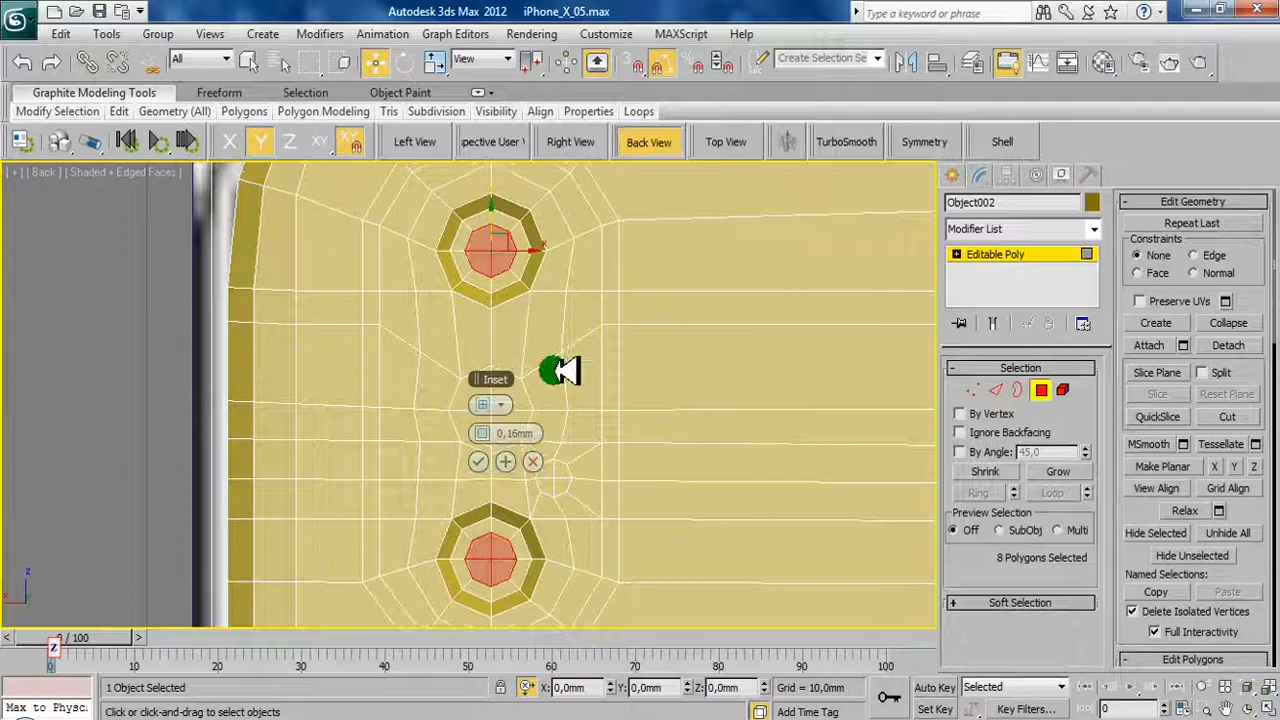 Autodesk 3ds Max 2012 iPhone_X_05.max
Type a keyword or phrase
Edit Tools Group Views Create Modifiers Animation Graph Editors Rendering Customize MAXScript Help
All View Create Selection Se
Graphite Modeling Tools Freeform Selection Object Paint
Modify Selection Edit Geometry (All) Polygons Polygon Modeling Tris Subdivision Visibility Align Properties Loops
X Y Z XY XY Left View pective User V Right View Back View Top View TurboSmooth Symmetry Shell
[ + ] [ Back ] [ Shaded + Edged Faces ]
Object002
Modifier List
Editable Poly
Edit Geometry
Repeat Last
Constraints
None Edge
Face Normal
Preserve UVs
Create Collapse
Attach Detach
Slice Plane Split
Slice Reset Plane
QuickSlice Cut
MSmooth Tessellate
Make Planar X Y Z
View Align Grid Align
Relax
Hide Selected Unhide All
Hide Unselected
Named Selections:
Copy Paste
Delete Isolated Vertices
Full Interactivity
Edit Polygons
Selection
By Vertex
Ignore Backfacing
By Angle: 45,0
Shrink Grow
Ring Loop
Preview Selection
Off SubObj Multi
8 Polygons Selected
Soft Selection
x
Inset
0,16mm
z
x
0 / 100
Z
0 10 20 30 40 50 60 70 80 90 100
1 Object Selected X: 0,0mm Y: 0,0mm Z: 0,0mm Grid = 10,0mm Auto Key Selected
Max to Physc. Click or click-and-drag to select objects Add Time Tag Set Key Key Filters... 0